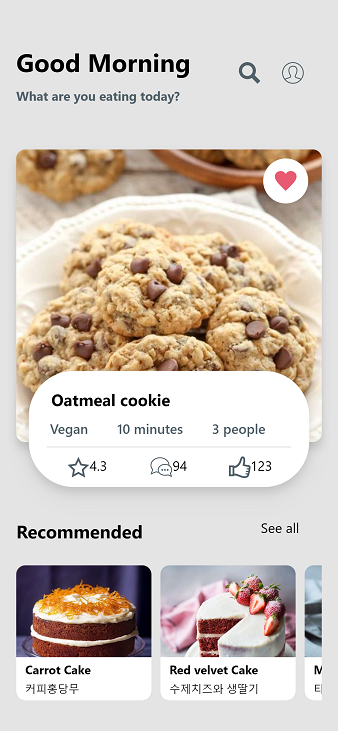 Good Morning
What are you eating today?
Oatmeal cookie
Vegan 10 minutes 3 people
4.3 94 123
Recommended See all
Carrot Cake Red velvet Cake
커피홍당무 수제치즈와 생딸기